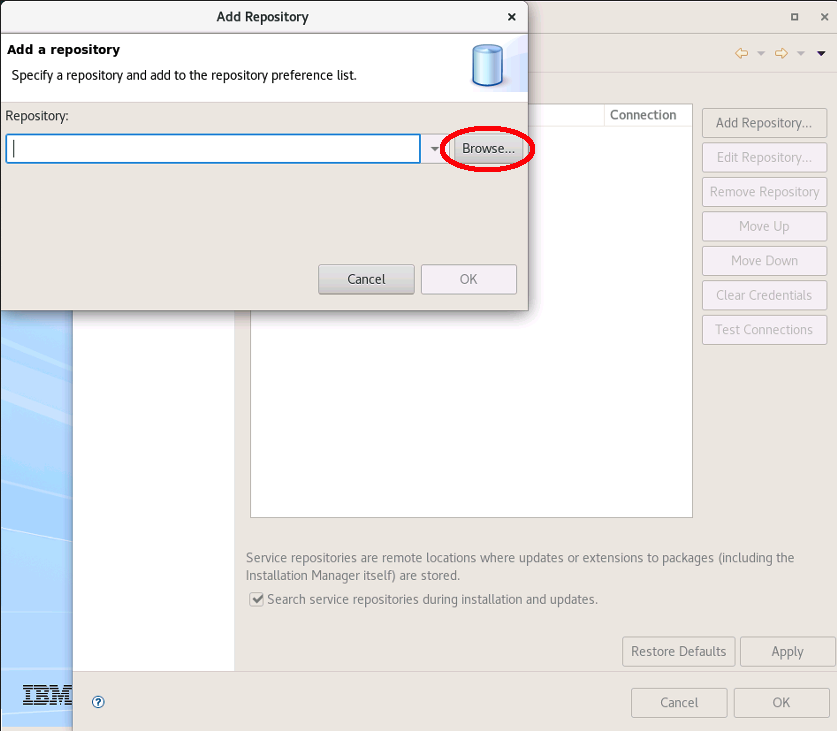 Add Repository
Add a repository
Specify a repository and add to the repository preference list.
Repository:
Browse...
Cancel
OK
Connection
Add Repository...
Edit Repository...
Remove Repository
Move Up
Move Down
Clear Credentials
Test Connections
Service repositories are remote locations where updates or extensions to packages (including the
Installation Manager itself) are stored.
Search service repositories during installation and updates.
Restore Defaults
Apply
IBM
?
Cancel
OK